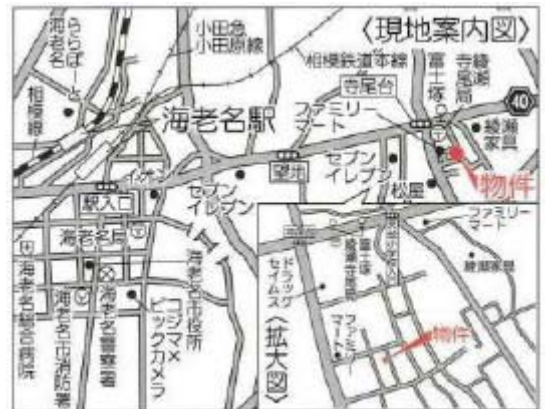 〈現地案内図〉
ららぽーと
海老名
小田急
小田原線
相模鉄道本線
相模線
寺尾台
富士塚
綾瀬
寺尾局
40
海老名駅
ファミリー
マート
綾瀬
家具
物件
イオン
セブン
イレブン
望地
セブン
イレブン
松屋
駅入口
海老名局
海老名総合病院
海老名市消防署
海老名警察署
海老名市役所
コジマ×
ビックカメラ
〈拡大図〉
ドラッグ
セイムス
綾瀬寺尾局
富士塚
ファミリー
マート
綾瀬家具
ファミリー
マート
物件